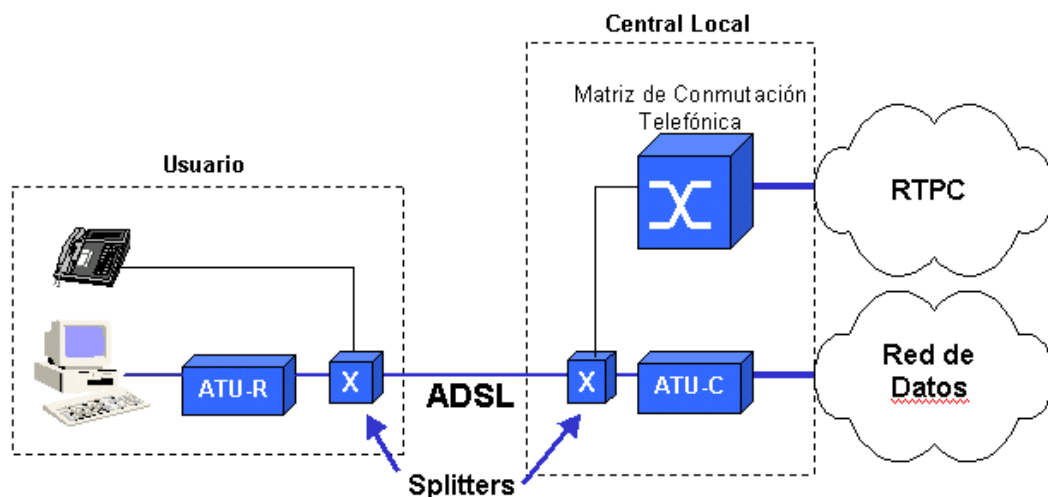 Central Local
Matriz de Conmutación
Telefónica
Usuario
RTPC
ATU-R
X
ADSL
X
ATU-C
Red de
Datos
Splitters